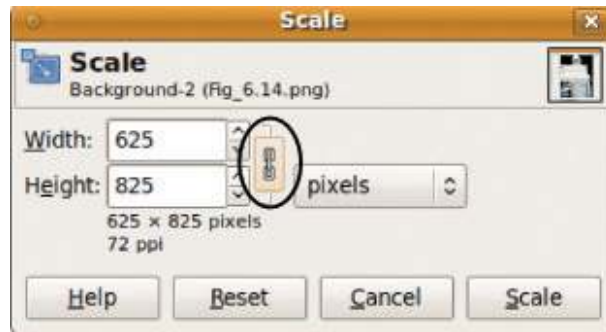 Scale
Scale
Background-2 (Fig_6.14.png)
Width: 625
Height: 825 pixels
625 × 825 pixels
72 ppi
Help Reset Cancel Scale